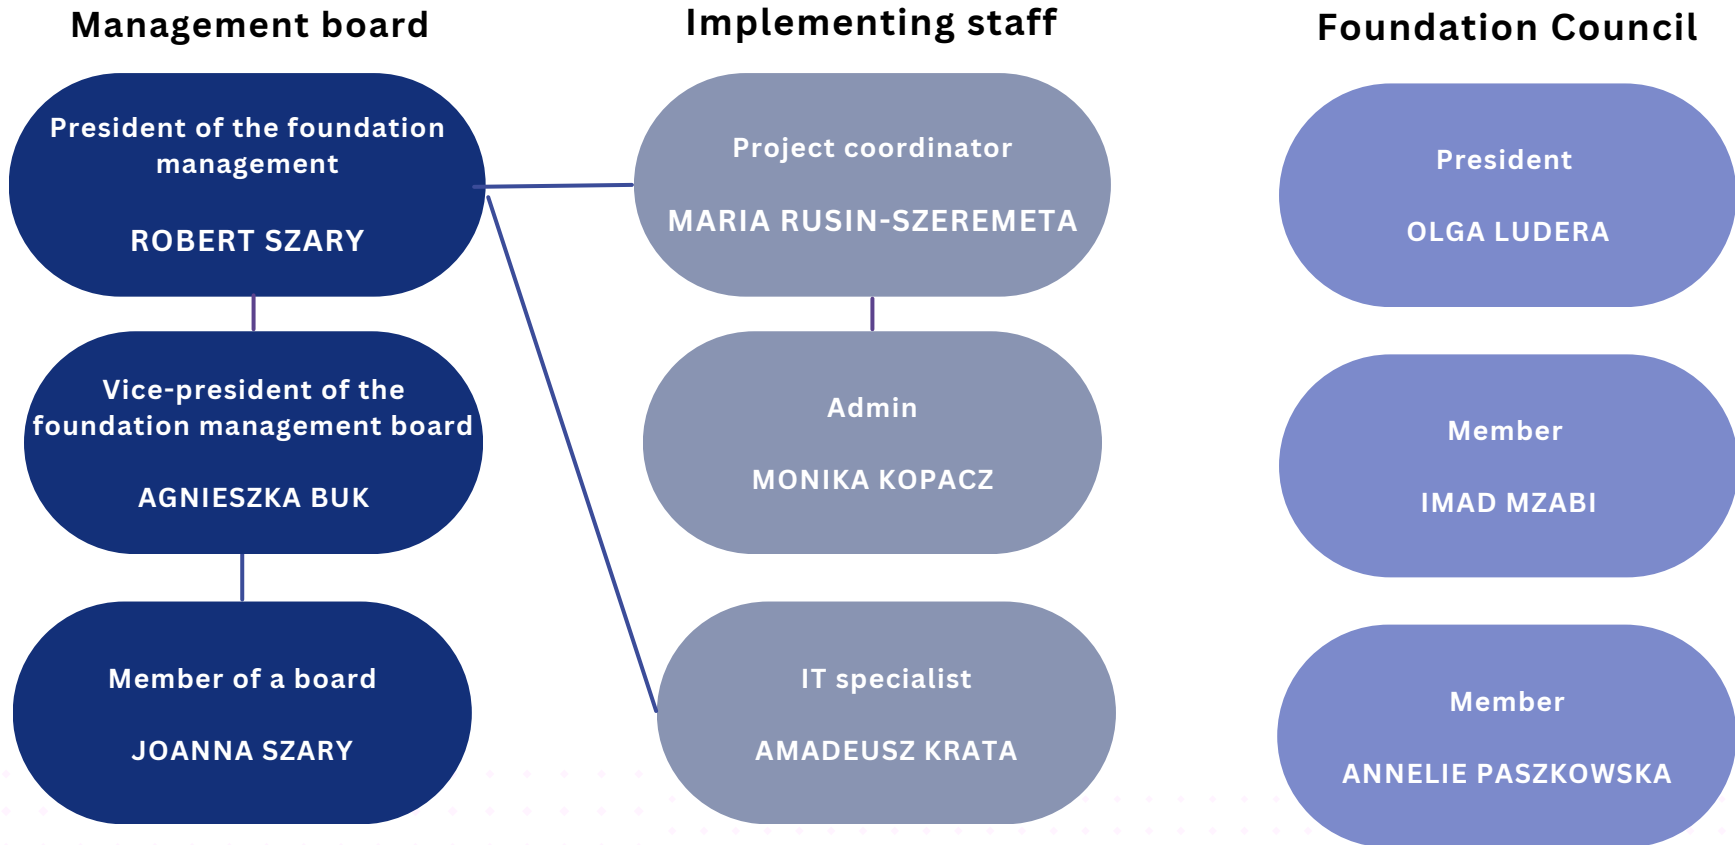 Management board
President of the foundation
management
ROBERT SZARY
Vice-president of the
foundation management board
AGNIESZKA BUK
Member of a board
JOANNA SZARY
Implementing staff
Project coordinator
MARIA RUSIN-SZEREMETA
Admin
MONIKA KOPACZ
IT specialist
AMADEUSZ KRATA
Foundation Council
President
OLGA LUDERA
Member
IMAD MZABI
Member
ANNELIE PASZKOWSKA